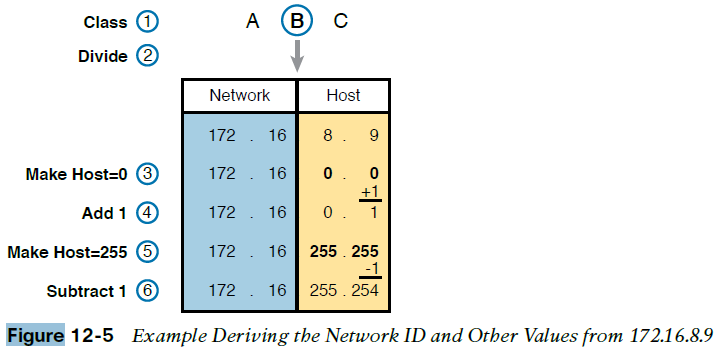 Class 1 A B C
Divide 2
Network Host
172 . 16 8 . 9
Make Host=0 3 172 . 16 0 . 0
+1
Add 1 4 172 . 16 0 . 1
Make Host=255 5 172 . 16 255 . 255
-1
Subtract 1 6 172 . 16 255 . 254
Figure 12-5 Example Deriving the Network ID and Other Values from 172.16.8.9